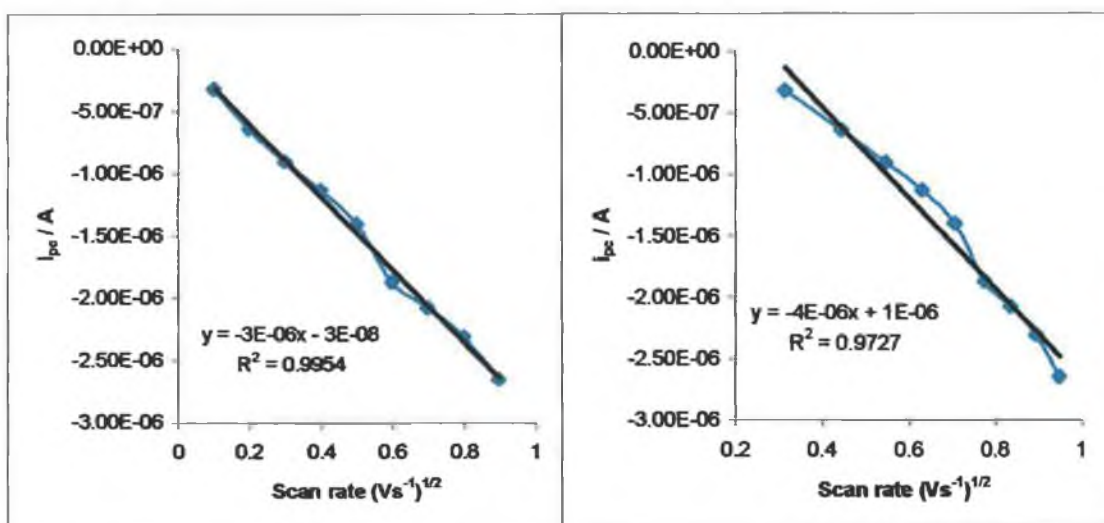 0.00E+00
-5.00E-07
-1.00E-06
-1.50E-06
-2.00E-06
-2.50E-06
-3.00E-06
i_pc / A
y = -3E-06x - 3E-08
R² = 0.9954
0 0.2 0.4 0.6 0.8 1
Scan rate (Vs⁻¹)¹/²
0.00E+00
-5.00E-07
-1.00E-06
-1.50E-06
-2.00E-06
-2.50E-06
-3.00E-06
i_pc / A
y = -4E-06x + 1E-06
R² = 0.9727
0.2 0.4 0.6 0.8 1
Scan rate (Vs⁻¹)¹/²